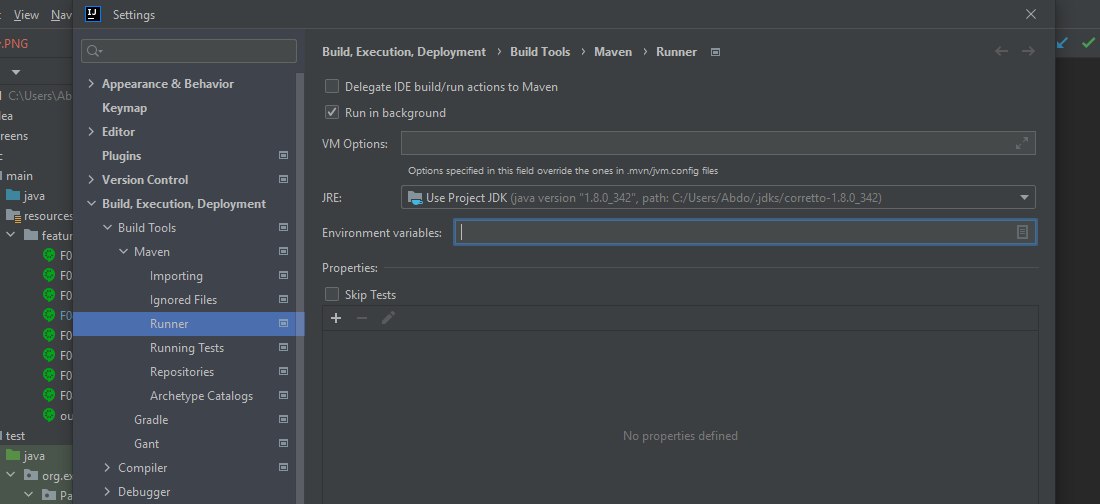 View Nav
Settings
.PNG
Build, Execution, Deployment › Build Tools › Maven › Runner
Appearance & Behavior
Keymap
Editor
Plugins
Version Control
Build, Execution, Deployment
Build Tools
Maven
Importing
Ignored Files
Runner
Running Tests
Repositories
Archetype Catalogs
Gradle
Gant
Compiler
Debugger
Delegate IDE build/run actions to Maven
Run in background
VM Options:
Options specified in this field override the ones in .mvn/jvm.config files
JRE: Use Project JDK (java version "1.8.0_342", path: C:/Users/Abdo/.jdks/corretto-1.8.0_342)
Environment variables:
Properties:
Skip Tests
No properties defined
C:\Users\Ab
dea
reens
c
main
java
resources
featur
F0
F0
F0
F0
F0
F0
F0
F0
ou
test
java
org.ex
Pa